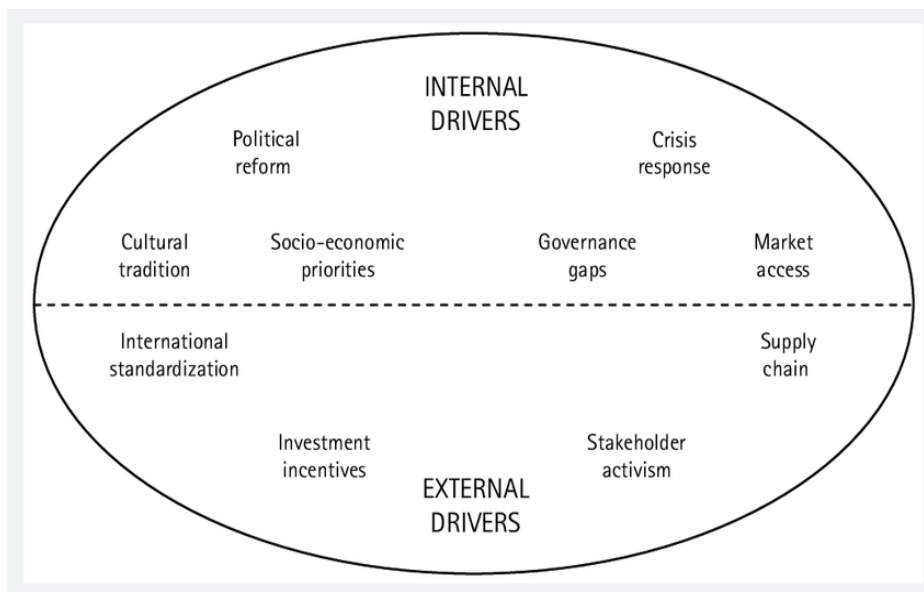 INTERNAL
DRIVERS
Political
reform
Crisis
response
Cultural
tradition
Socio-economic
priorities
Governance
gaps
Market
access
International
standardization
Supply
chain
Investment
incentives
Stakeholder
activism
EXTERNAL
DRIVERS